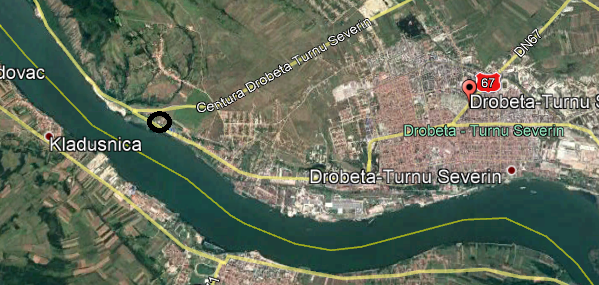 DN67
Centura Drobeta Turnu Severin
67
dovac
Drobeta-Turnu S
Drobeta - Turnu Severin
Kladusnica
Drobeta-Turnu Severin